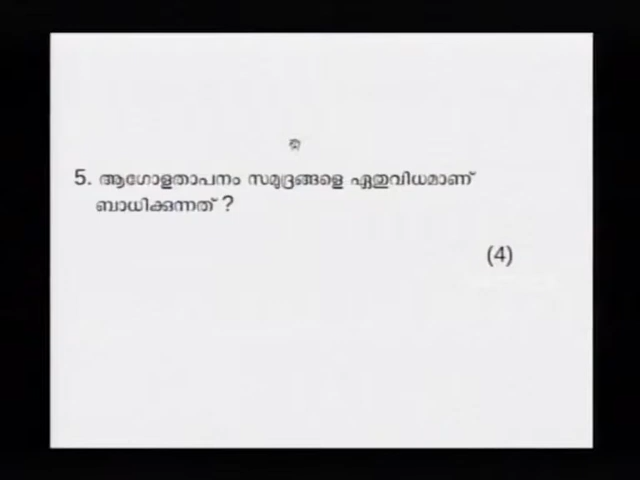 5. ആഗോളതാപനം സമുദ്രങ്ങളെ ഏതുവിധമാണ്
ബാധിക്കുന്നത് ?
(4)